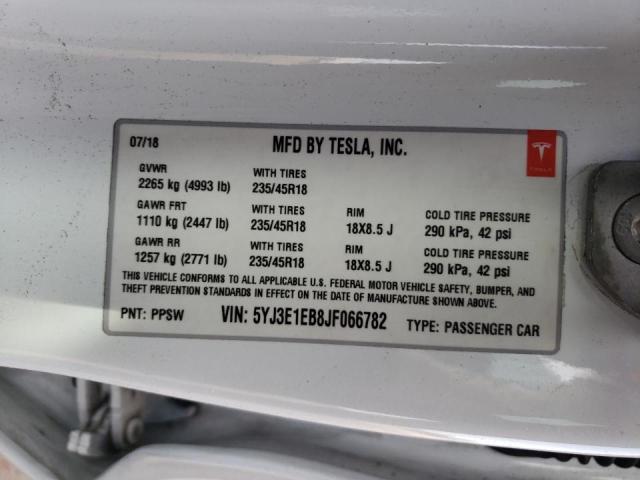 07/18 MFD BY TESLA, INC.
TESLA
GVWR WITH TIRES
2265 kg (4993 lb) 235/45R18
GAWR FRT WITH TIRES RIM COLD TIRE PRESSURE
1110 kg (2447 lb) 235/45R18 18X8.5 J 290 kPa, 42 psi
GAWR RR WITH TIRES RIM COLD TIRE PRESSURE
1257 kg (2771 lb) 235/45R18 18X8.5 J 290 kPa, 42 psi
THIS VEHICLE CONFORMS TO ALL APPLICABLE U.S. FEDERAL MOTOR VEHICLE SAFETY, BUMPER, AND
THEFT PREVENTION STANDARDS IN EFFECT ON THE DATE OF MANUFACTURE SHOWN ABOVE.
PNT: PPSW VIN: 5YJ3E1EB8JF066782 TYPE: PASSENGER CAR